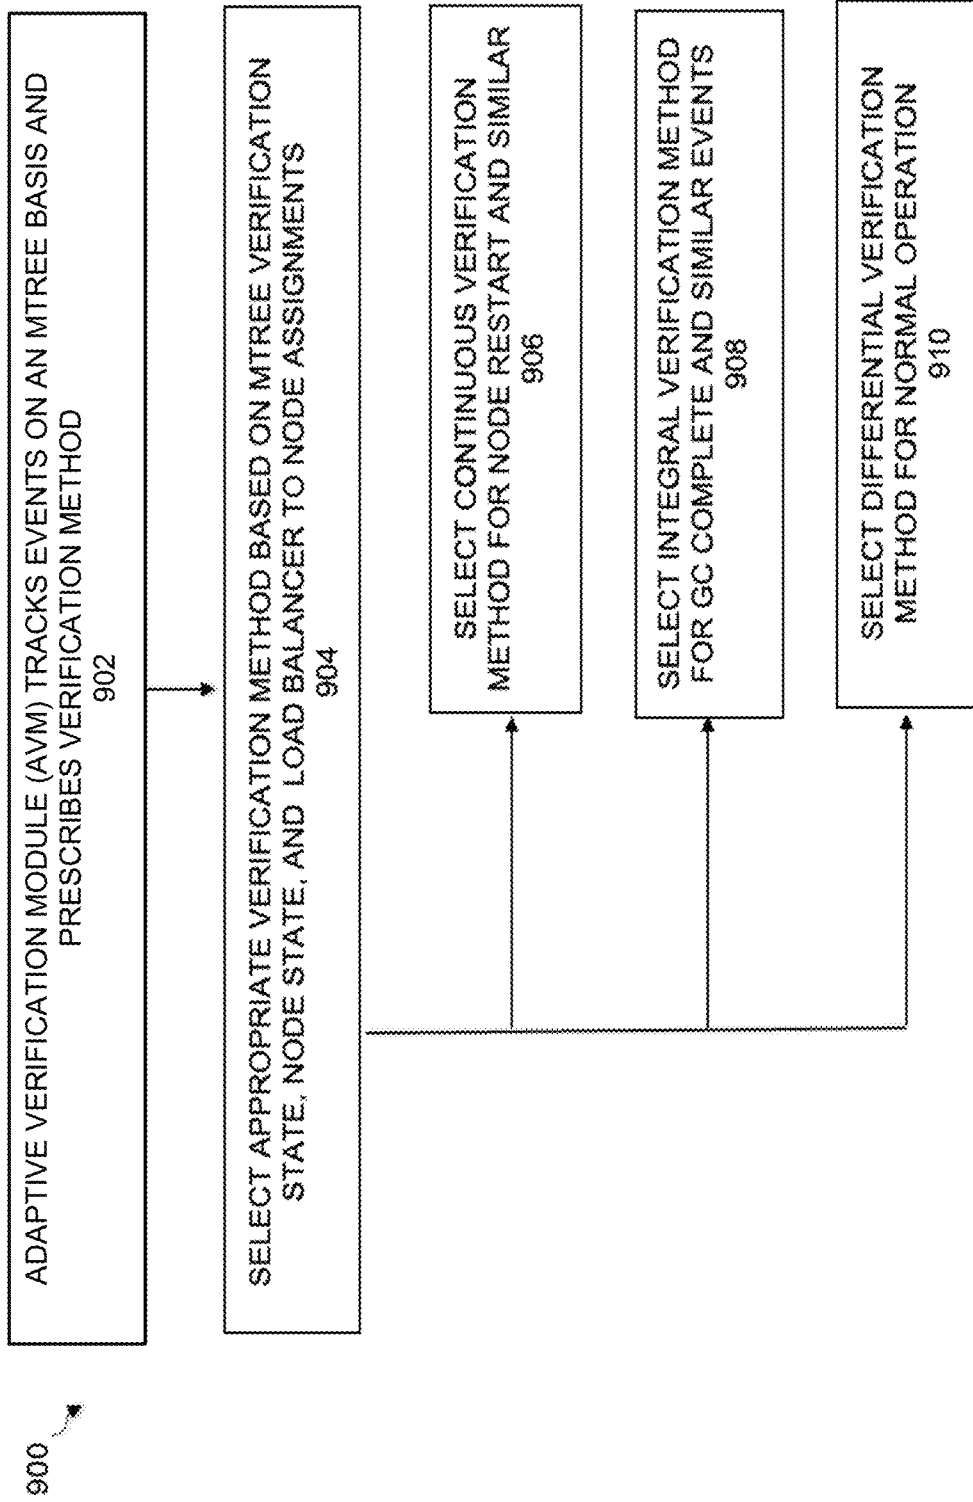 900
ADAPTIVE VERIFICATION MODULE (AVM) TRACKS EVENTS ON AN MTREE BASIS AND
PRESCRIBES VERIFICATION METHOD
902
SELECT APPROPRIATE VERIFICATION METHOD BASED ON MTREE VERIFICATION
STATE, NODE STATE, AND LOAD BALANCER TO NODE ASSIGNMENTS
904
SELECT CONTINUOUS VERIFICATION
METHOD FOR NODE RESTART AND SIMILAR
906
SELECT INTEGRAL VERIFICATION METHOD
FOR GC COMPLETE AND SIMILAR EVENTS
908
SELECT DIFFERENTIAL VERIFICATION
METHOD FOR NORMAL OPERATION
910